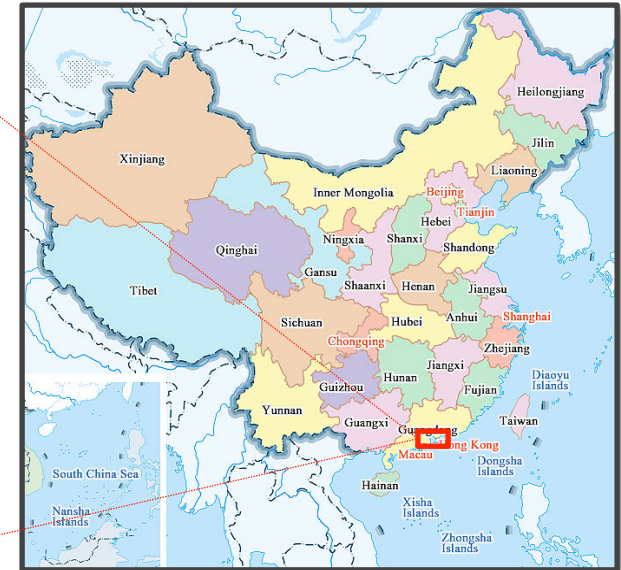 Heilongjiang
Jilin
Liaoning
Xinjiang
Inner Mongolia
Beijing
Tianjin
Hebei
Ningxia
Shanxi
Shandong
Qinghai
Gansu
Shaanxi
Henan
Jiangsu
Tibet
Sichuan
Hubei
Anhui
Shanghai
Chongqing
Zhejiang
Jiangxi
Hunan
Guizhou
Fujian
Diaoyu
Islands
Yunnan
Guangxi
Guangdong
Taiwan
Hong Kong
Macau
Dongsha
Islands
South China Sea
Hainan
Xisha
Islands
Nansha
Islands
Zhongsha
Islands